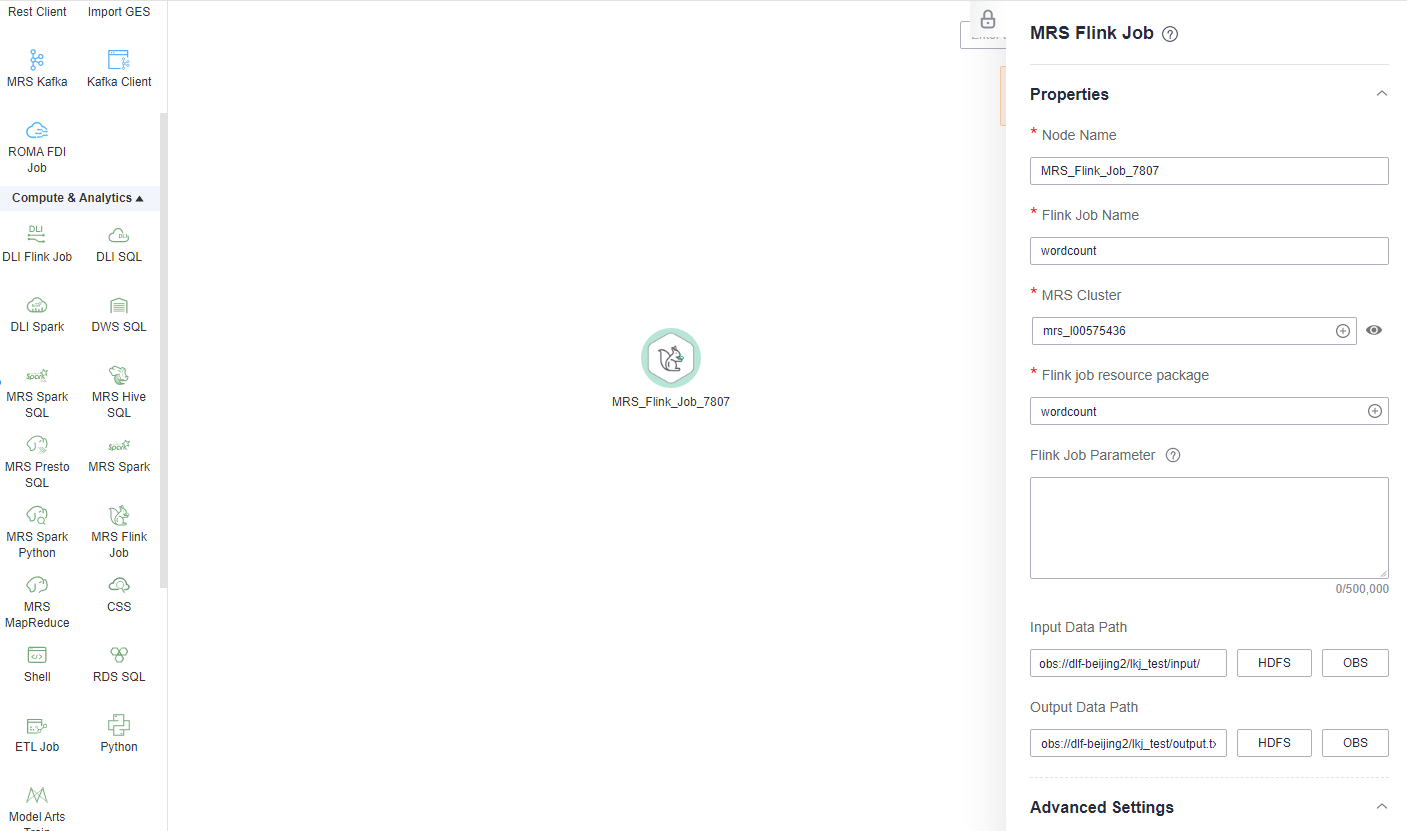 Rest Client
Import GES
MRS Kafka
Kafka Client
ROMA FDI
Job
Compute & Analytics
DLI
DLI Flink Job
DLI SQL
DLI Spark
DWS SQL
MRS Spark
SQL
MRS Hive
SQL
MRS Presto
SQL
MRS Spark
MRS Spark
Python
MRS Flink
Job
MRS
MapReduce
CSS
Shell
RDS SQL
ETL Job
Python
Model Arts
MRS_Flink_Job_7807
MRS Flink Job
Properties
* Node Name
MRS_Flink_Job_7807
* Flink Job Name
wordcount
* MRS Cluster
mrs_l00575436
* Flink job resource package
wordcount
Flink Job Parameter
0/500,000
Input Data Path
obs://dlf-beijing2/lkj_test/input/
HDFS
OBS
Output Data Path
obs://dlf-beijing2/lkj_test/output.tx
HDFS
OBS
Advanced Settings